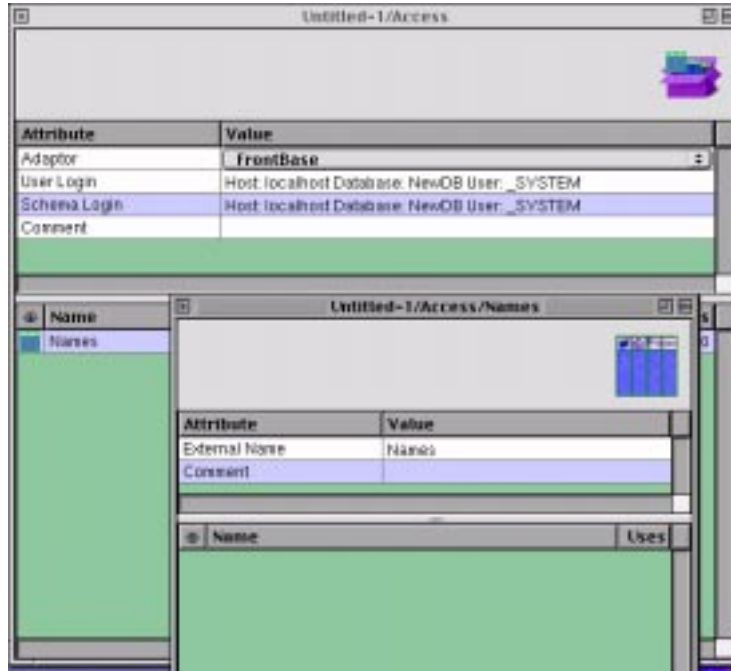 Untitled-1/Access
Attribute Value
Adaptor FrontBase
User Login Host: localhost Database: NewDB User: _SYSTEM
Schema Login Host: localhost Database: NewDB User: _SYSTEM
Comment
Name s
Names 0
Untitled-1/Access/Names
Attribute Value
External Name Names
Comment
Name Uses